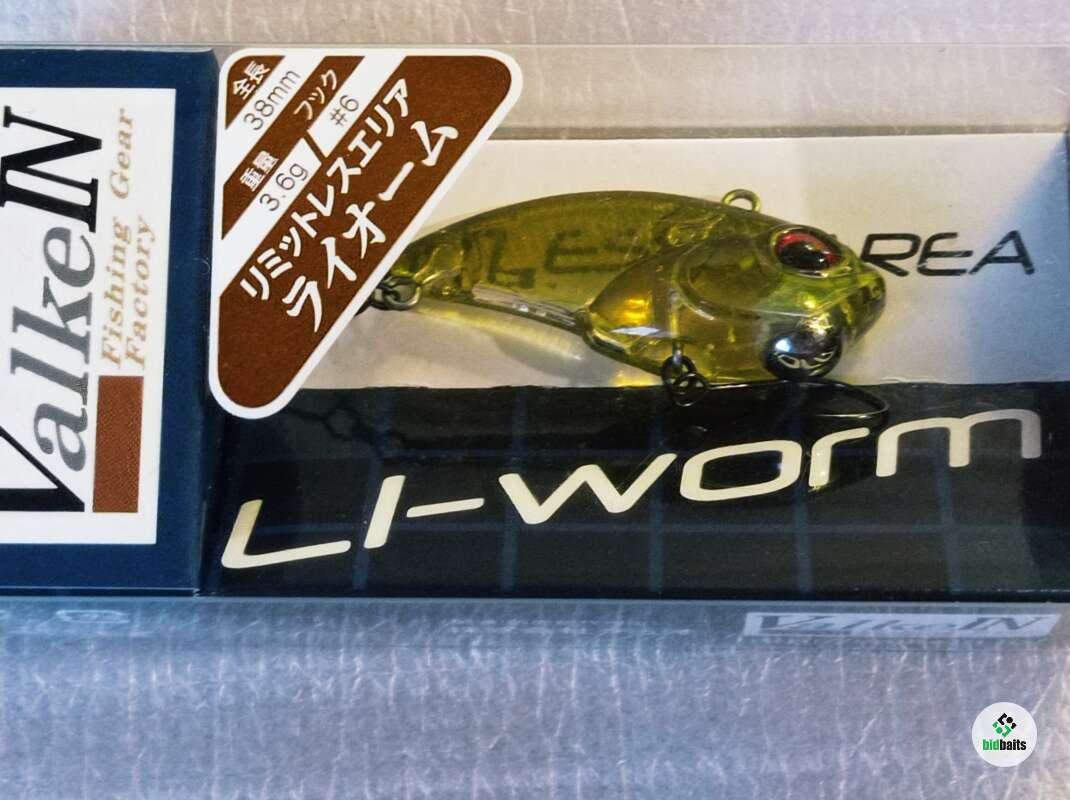 ValkeIN
Fishing Gear
Factory
全長
38mm
フック
#6
重量
3.6g
リミットレスエリア
ライオーム
LESS AREA
LI-worm
ValkeIN
bidbaits